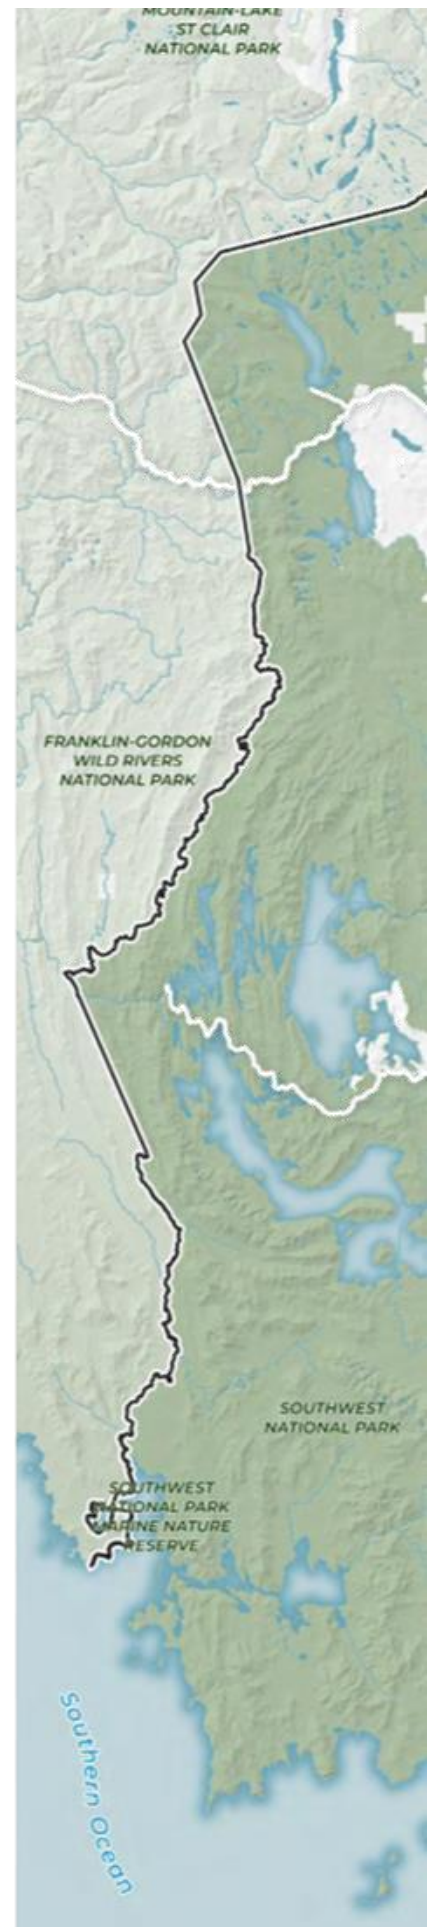 MOUNTAIN-LAKE
ST CLAIR
NATIONAL PARK
FRANKLIN-GORDON
WILD RIVERS
NATIONAL PARK
SOUTHWEST
NATIONAL PARK
SOUTHWEST
NATIONAL PARK
MARINE NATURE
RESERVE
Southern Ocean